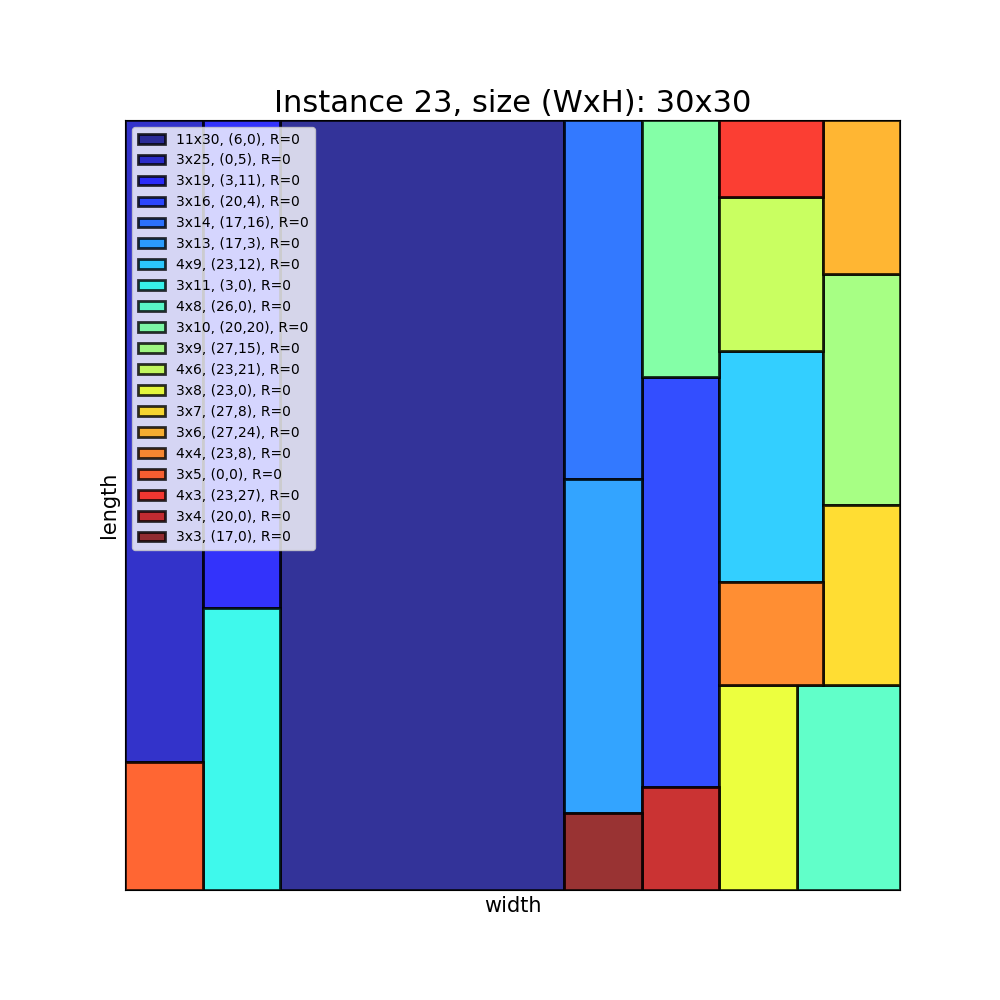 Instance 23, size (WxH): 30x30
11x30, (6,0), R=0
3x25, (0,5), R=0
3x19, (3,11), R=0
3x16, (20,4), R=0
3x14, (17,16), R=0
3x13, (17,3), R=0
4x9, (23,12), R=0
3x11, (3,0), R=0
4x8, (26,0), R=0
3x10, (20,20), R=0
3x9, (27,15), R=0
4x6, (23,21), R=0
3x8, (23,0), R=0
3x7, (27,8), R=0
3x6, (27,24), R=0
4x4, (23,8), R=0
3x5, (0,0), R=0
4x3, (23,27), R=0
3x4, (20,0), R=0
3x3, (17,0), R=0
length
width